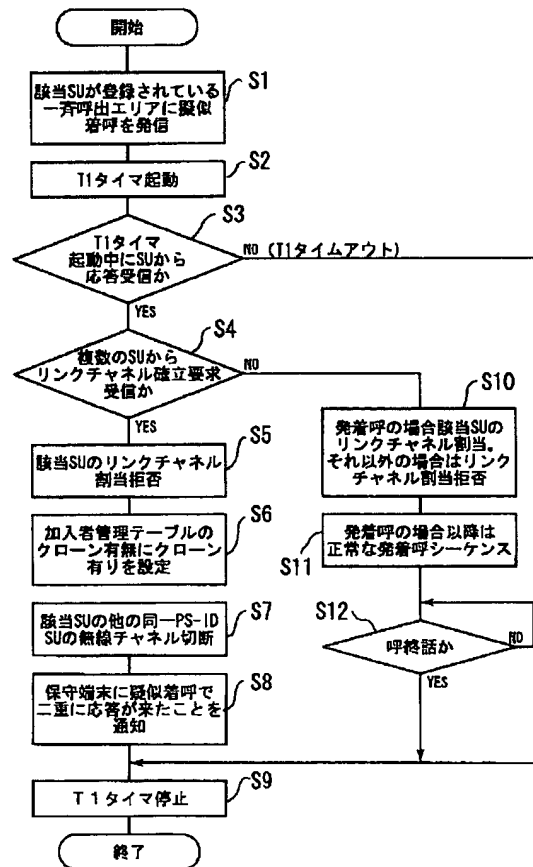 開始
S1
該当SUが登録されている
一斉呼出エリアに擬似
着呼を発信
S2
T1タイマ起動
S3
T1タイマ
起動中にSUから
応答受信か
NO (T1タイムアウト)
YES
S4
複数のSUから
リンクチャネル確立要求
受信か
NO
YES
S5
該当SUのリンクチャネル
割当拒否
S6
加入者管理テーブルの
クローン有無にクローン
有りを設定
S7
該当SUの他の同一PS-ID
SUの無線チャネル切断
S8
保守端末に疑似着呼で
二重に応答が来たことを
通知
S10
発着呼の場合該当SUの
リンクチャネル割当。
それ以外の場合はリンク
チャネル割当拒否
S11
発着呼の場合以降は
正常な発着呼シーケンス
S12
呼終話か
NO
YES
S9
T1タイマ停止
終了